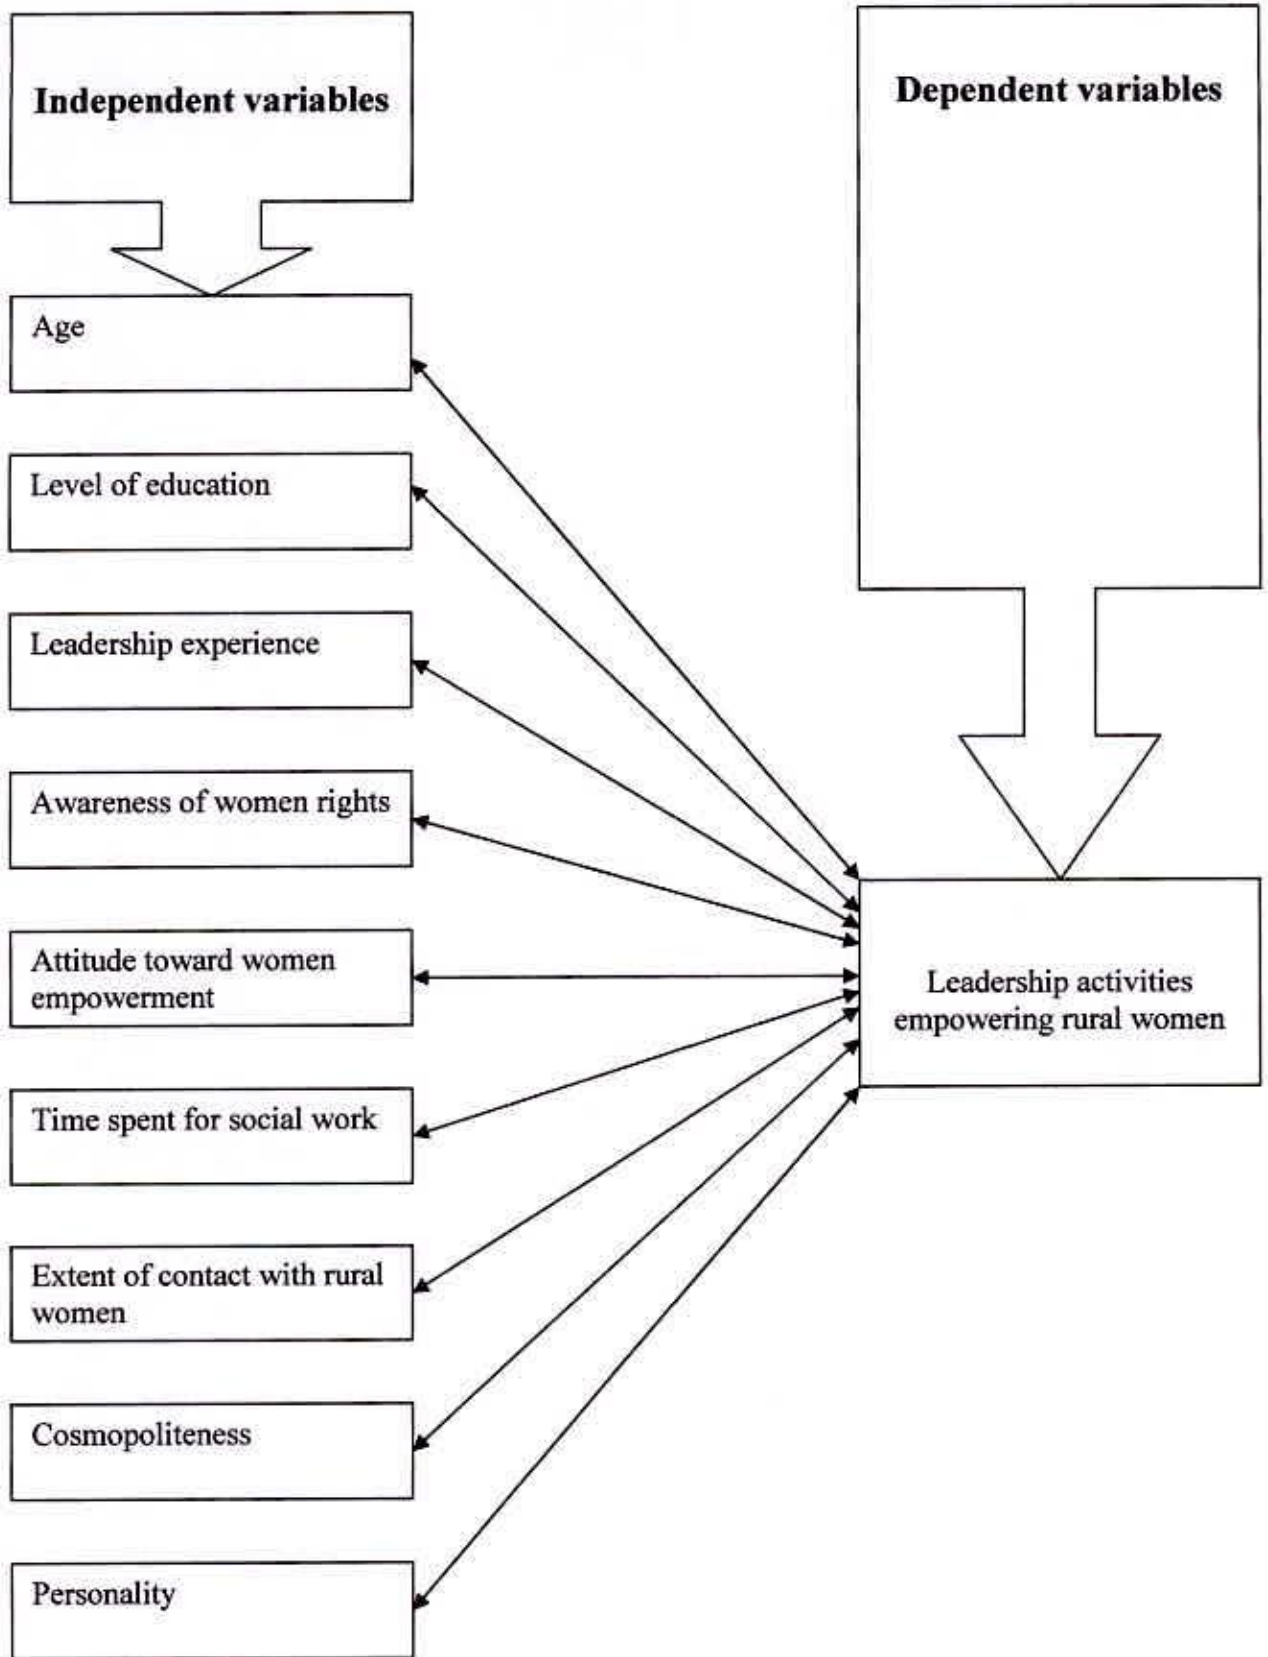 Independent variables
Dependent variables
Age
Level of education
Leadership experience
Awareness of women rights
Attitude toward women
empowerment
Time spent for social work
Extent of contact with rural
women
Cosmopoliteness
Personality
Leadership activities
empowering rural women